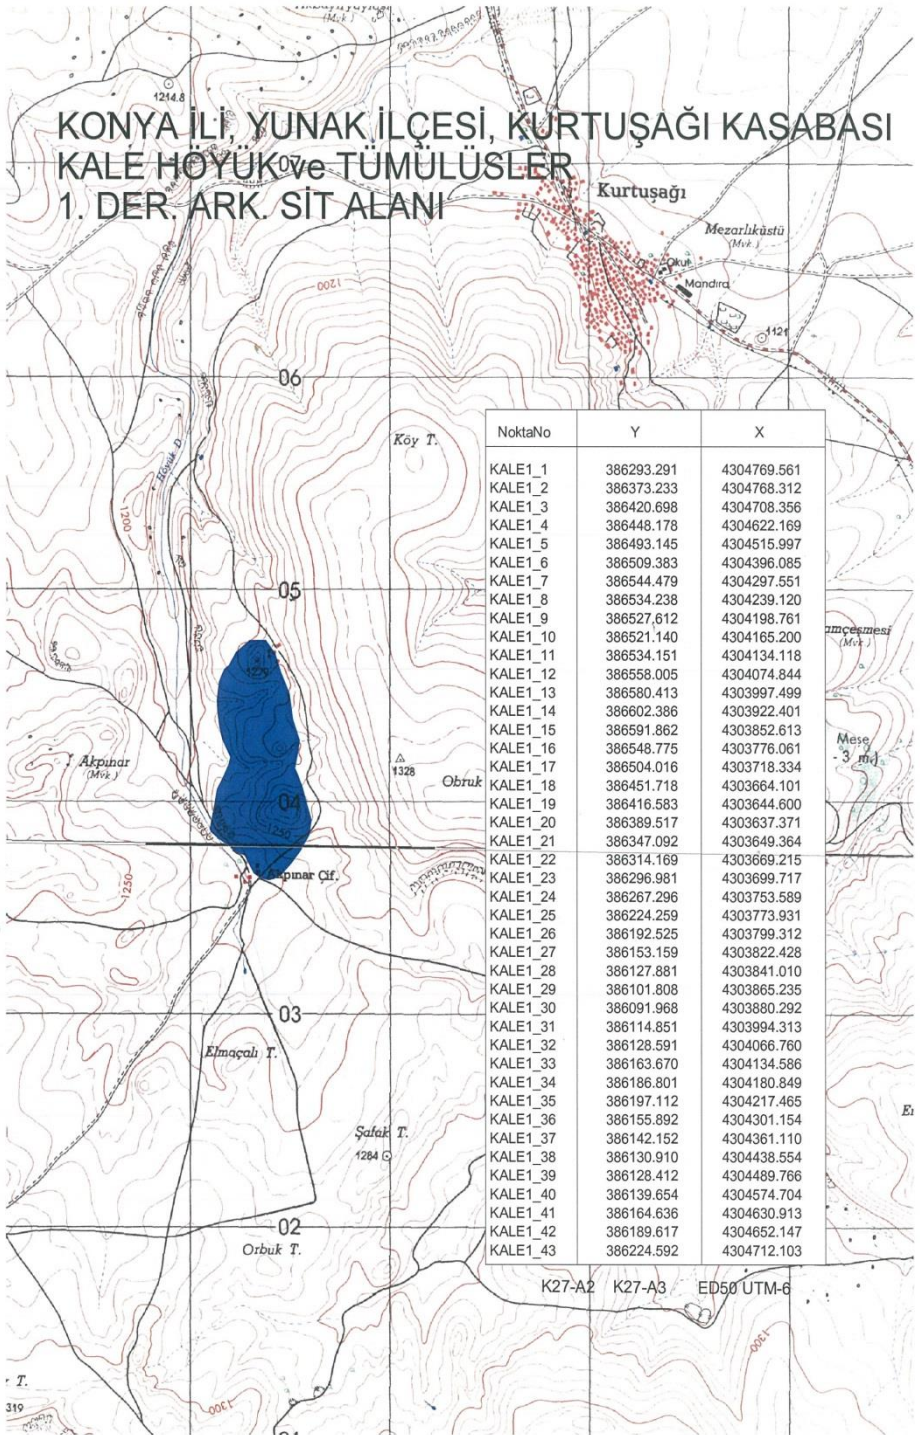 (Mvk.)
1214.8
KONYA İLİ, YUNAK İLÇESİ, KURTUŞAĞI KASABASI
KALE HÖYÜK ve TÜMÜLÜSLER
07
1. DER. ARK. SİT ALANI
Kurtuşağı
Mezarlıküstü
(Mvk.)
Okul
Mandıra
1200
1121
06
Köy T.
Höyük D.
1200
05
NoktaNo Y X
KALE1_1 386293.291 4304769.561
KALE1_2 386373.233 4304768.312
KALE1_3 386420.698 4304708.356
KALE1_4 386448.178 4304622.169
KALE1_5 386493.145 4304515.997
KALE1_6 386509.383 4304396.085
KALE1_7 386544.479 4304297.551
KALE1_8 386534.238 4304239.120
KALE1_9 386527.612 4304198.761
KALE1_10 386521.140 4304165.200
KALE1_11 386534.151 4304134.118
KALE1_12 386558.005 4304074.844
KALE1_13 386580.413 4303997.499
KALE1_14 386602.386 4303922.401
KALE1_15 386591.862 4303852.613
KALE1_16 386548.775 4303776.061
KALE1_17 386504.016 4303718.334
KALE1_18 386451.718 4303664.101
KALE1_19 386416.583 4303644.600
KALE1_20 386389.517 4303637.371
KALE1_21 386347.092 4303649.364
KALE1_22 386314.169 4303669.215
KALE1_23 386296.981 4303699.717
KALE1_24 386267.296 4303753.589
KALE1_25 386224.259 4303773.931
KALE1_26 386192.525 4303799.312
KALE1_27 386153.159 4303822.428
KALE1_28 386127.881 4303841.010
KALE1_29 386101.808 4303865.235
KALE1_30 386091.968 4303880.292
KALE1_31 386114.851 4303994.313
KALE1_32 386128.591 4304066.760
KALE1_33 386163.670 4304134.586
KALE1_34 386186.801 4304180.849
KALE1_35 386197.112 4304217.465
KALE1_36 386155.892 4304301.154
KALE1_37 386142.152 4304361.110
KALE1_38 386130.910 4304438.554
KALE1_39 386128.412 4304489.766
KALE1_40 386139.654 4304574.704
KALE1_41 386164.636 4304630.913
KALE1_42 386189.617 4304652.147
KALE1_43 386224.592 4304712.103
amçeşmesi
(Mvk.)
Akpınar
(Mvk.)
1328
Obruk
Meşe
- 3 m.)
04
1250
Akpınar Çif.
1250
03
Elmaçalı T.
Şafak T.
1284
02
Orbuk T.
K27-A2 K27-A3 ED50 UTM-6
1300
T.
319
1300